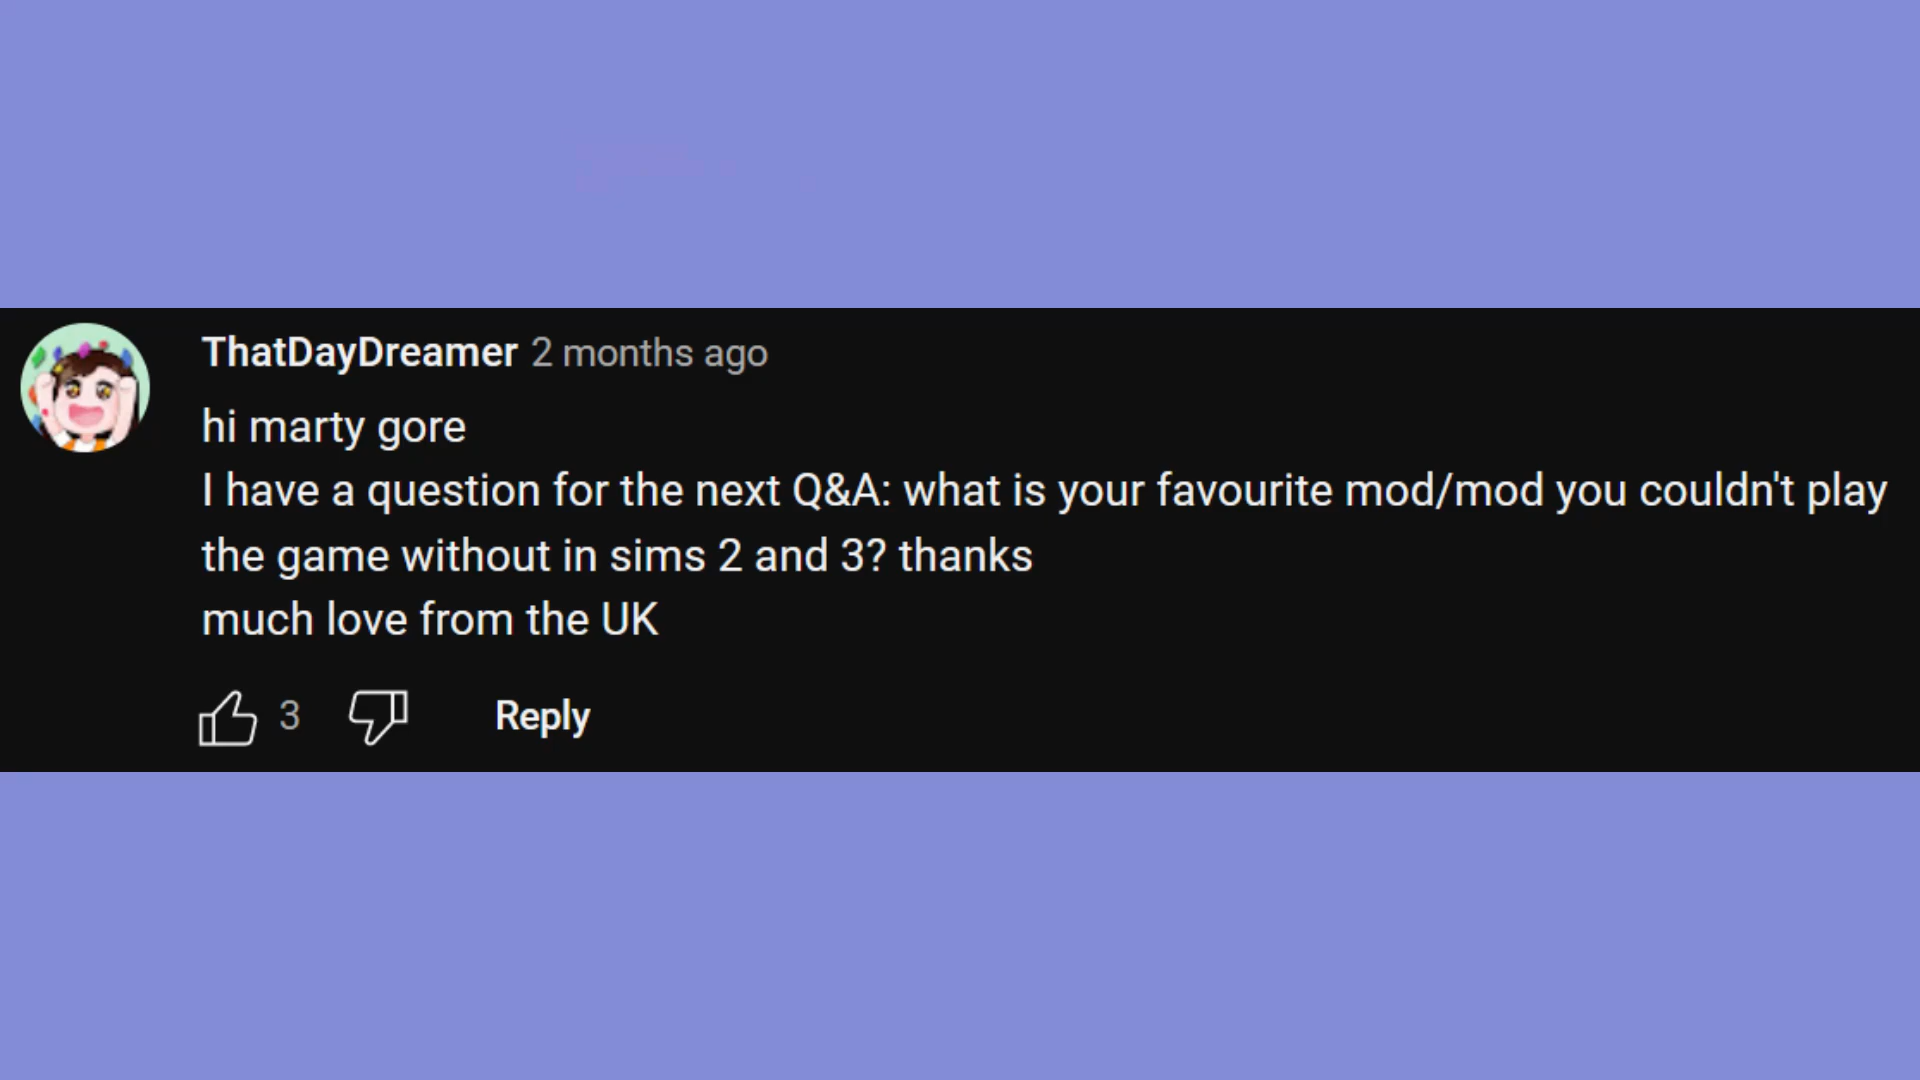 ThatDayDreamer 2 months ago
hi marty gore
I have a question for the next Q&A: what is your favourite mod/mod you couldn't play
the game without in sims 2 and 3? thanks
much love from the UK
3 Reply